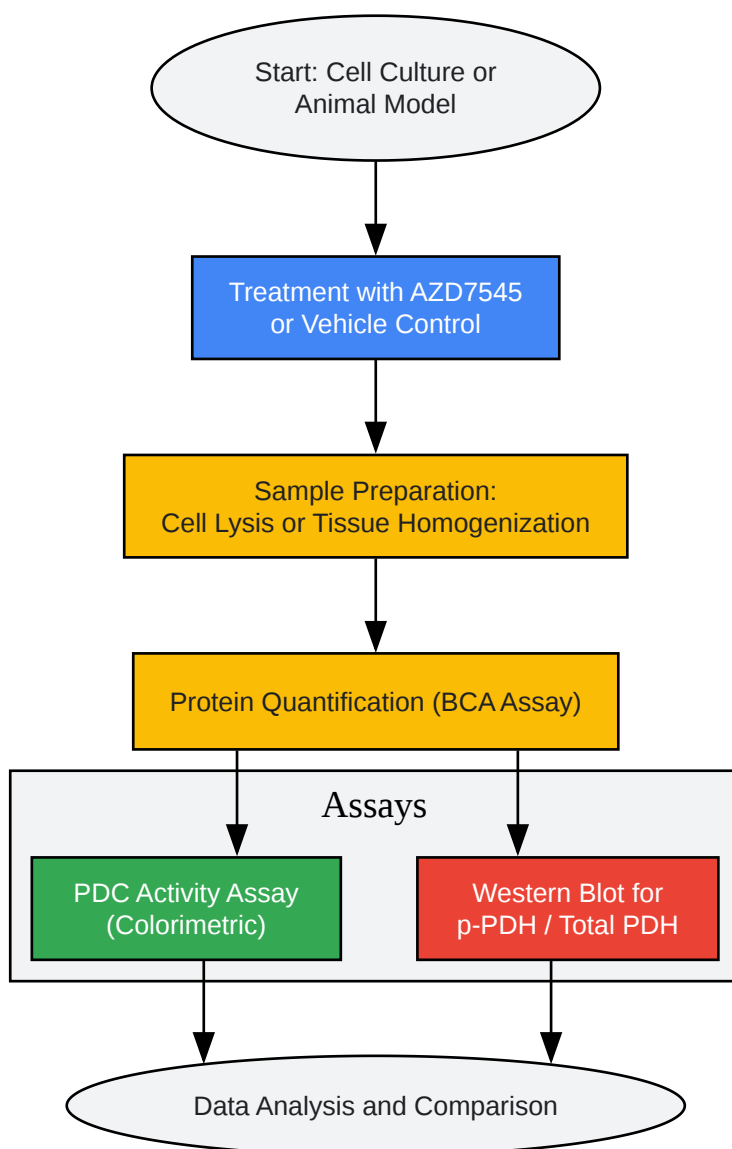 Start: Cell Culture or
Animal Model
Treatment with AZD7545
or Vehicle Control
Sample Preparation:
Cell Lysis or Tissue Homogenization
Protein Quantification (BCA Assay)
Assays
PDC Activity Assay
(Colorimetric)
Western Blot for
p-PDH / Total PDH
Data Analysis and Comparison